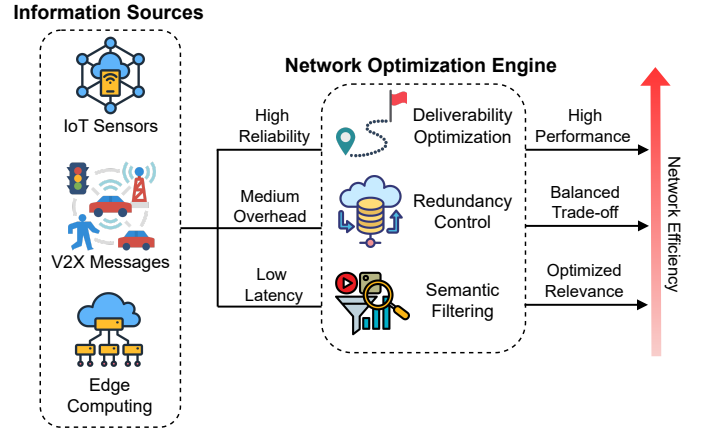 Information Sources
IoT Sensors
V2X Messages
Edge
Computing
High
Reliability
Medium
Overhead
Low
Latency
Network Optimization Engine
Deliverability
Optimization
Redundancy
Control
Semantic
Filtering
High
Performance
Balanced
Trade-off
Optimized
Relevance
Network Efficiency